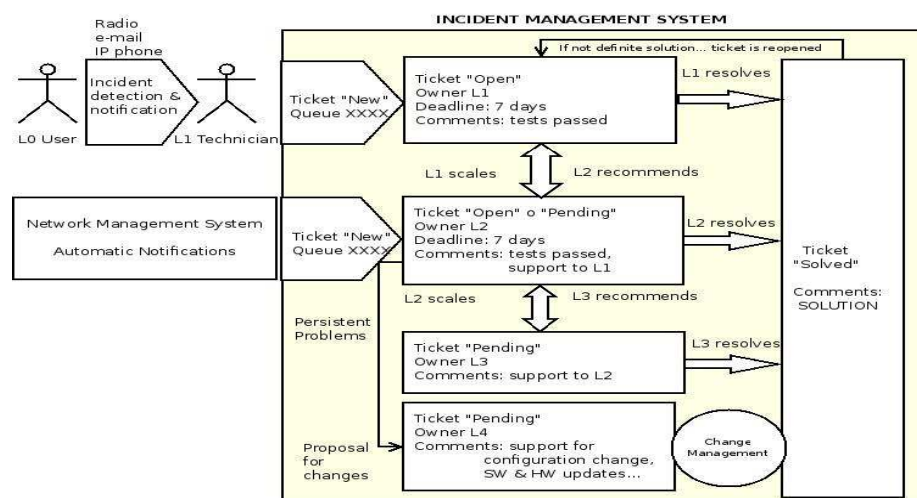 INCIDENT MANAGEMENT SYSTEM
Radio
e-mail
IP phone
If not definite solution... ticket is reopened
Incident
detection &
notification
L0 User
L1 Technician
Ticket "New"
Queue XXXX
Ticket "Open"
Owner L1
Deadline: 7 days
Comments: tests passed
L1 resolves
L1 scales
L2 recommends
Network Management System
Automatic Notifications
Ticket "New"
Queue XXXX
Ticket "Open" o "Pending"
Owner L2
Deadline: 7 days
Comments: tests passed,
support to L1
L2 resolves
Ticket
"Solved"
Comments:
SOLUTION
L2 scales
L3 recommends
Persistent
Problems
Ticket "Pending"
Owner L3
Comments: support to L2
L3 resolves
Proposal
for
changes
Ticket "Pending"
Owner L4
Comments: support for
configuration change,
SW & HW updates...
Change
Management